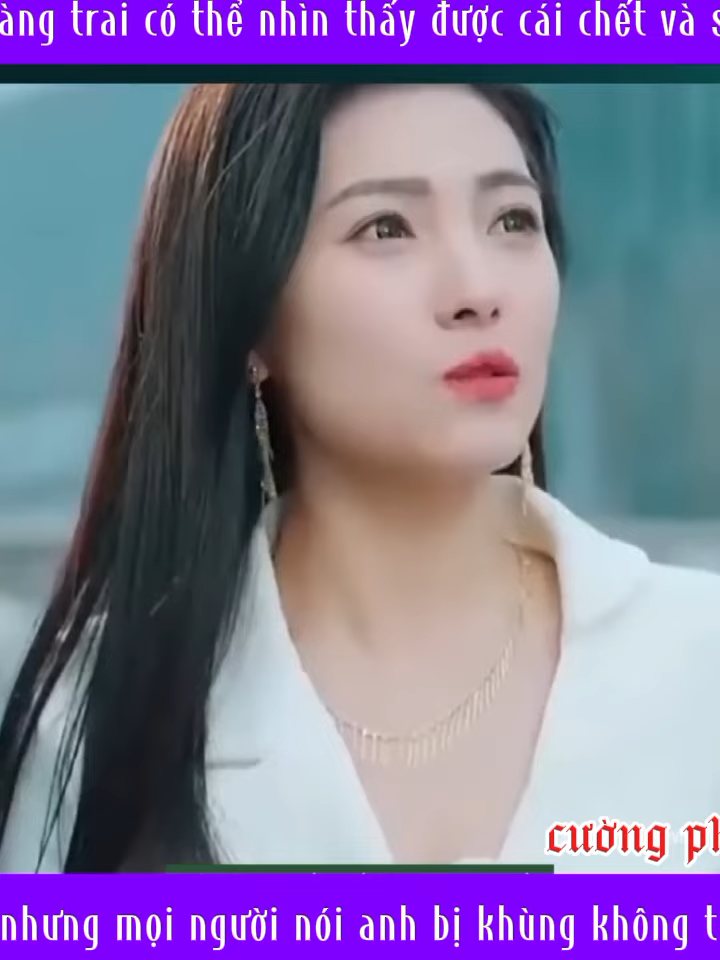 àng trai có thể nhìn thấy được cái chết và s
cường ph
nhưng mọi người nói anh bị khùng không t